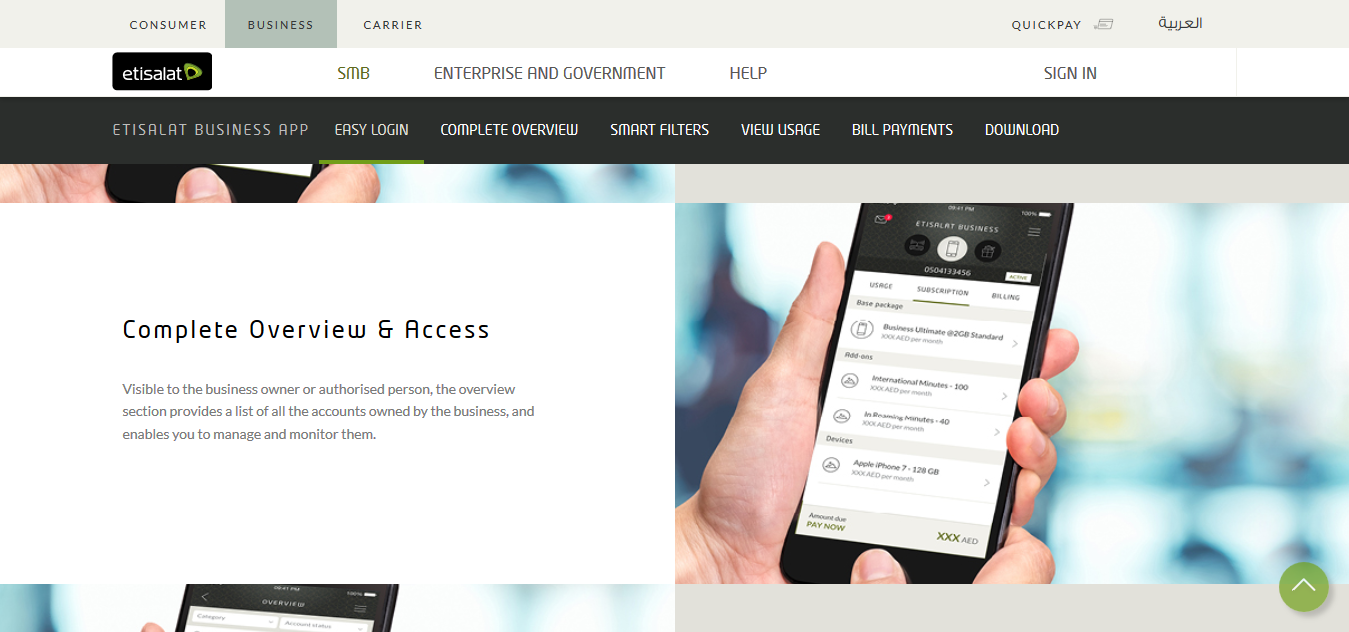 CONSUMER
BUSINESS
CARRIER
QUICKPAY
العربية
etisalat
SMB
ENTERPRISE AND GOVERNMENT
HELP
SIGN IN
ETISALAT BUSINESS APP
EASY LOGIN
COMPLETE OVERVIEW
SMART FILTERS
VIEW USAGE
BILL PAYMENTS
DOWNLOAD
Complete Overview & Access
Visible to the business owner or authorised person, the overview
section provides a list of all the accounts owned by the business, and
enables you to manage and monitor them.
09:41 PM
100%
ETISALAT BUSINESS
0504133456
ACTIVE
USAGE
SUBSCRIPTION
BILLING
Base package
Business Ultimate @2GB Standard
XXX AED per month
Add-ons
International Minutes - 100
XXX AED per month
In Roaming Minutes - 40
XXX AED per month
Devices
Apple iPhone 7 - 128 GB
XXX AED per month
Amount due
PAY NOW
XXX AED
09:41 PM
100%
OVERVIEW
Category
Account status